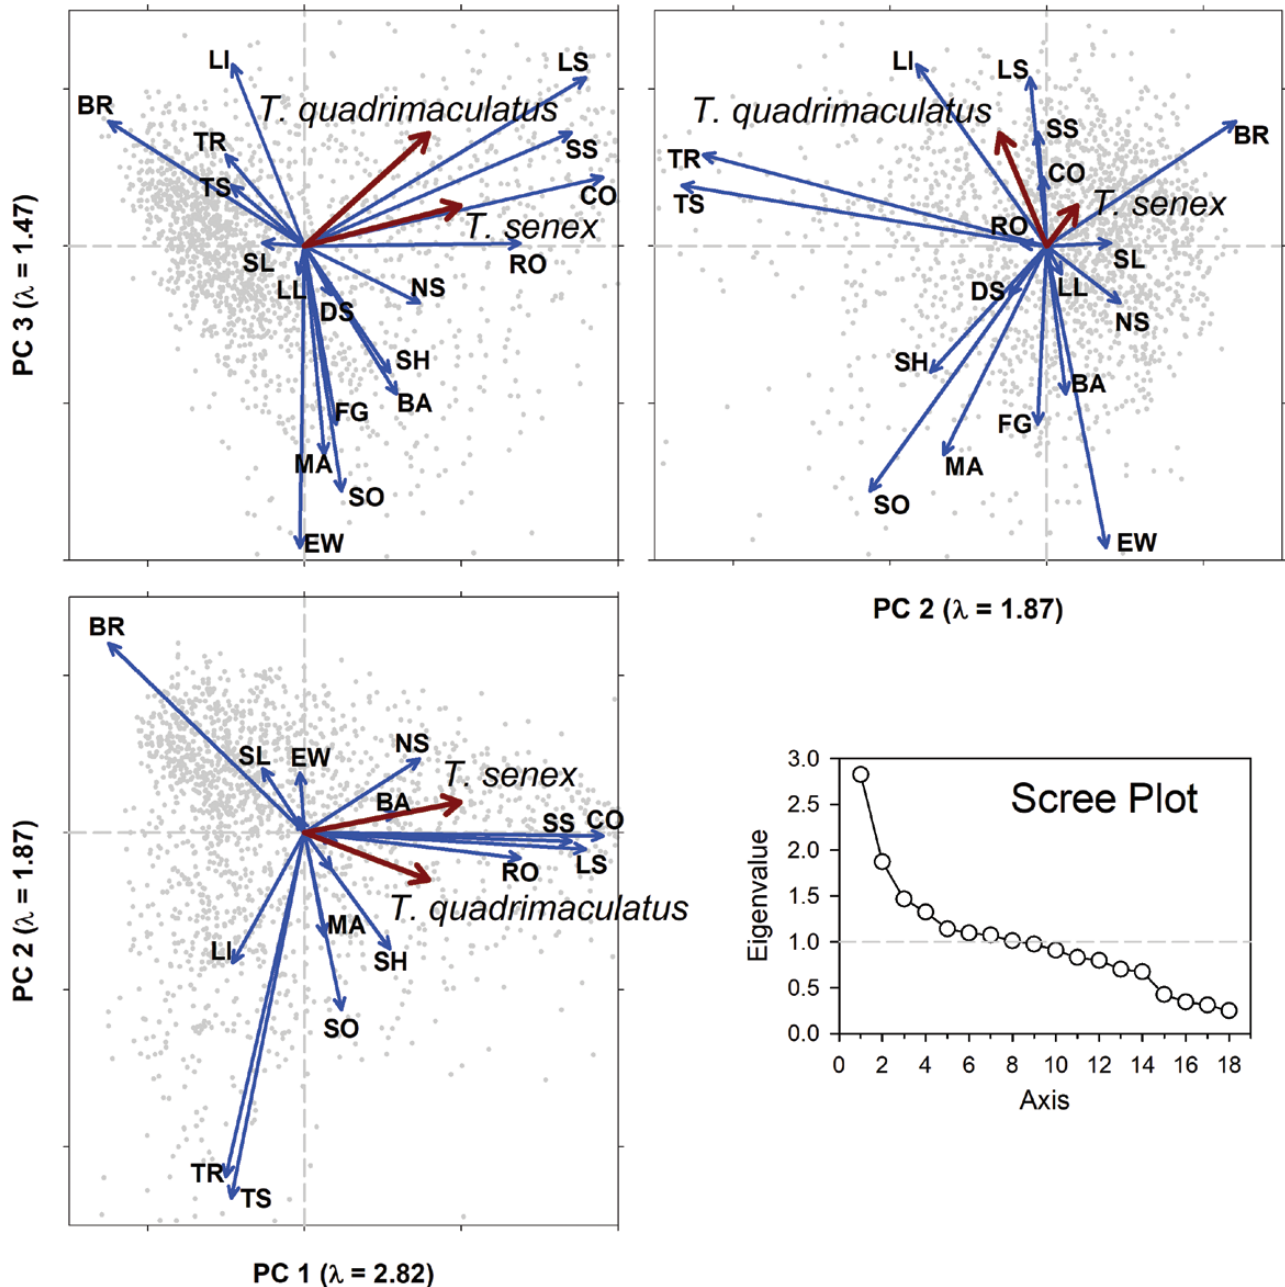 LI
LS
BR
T. quadrimaculatus
TR
SS
TS
CO
T. senex
SL
RO
LL
NS
DS
SH
BA
FG
MA
SO
EW
PC 3 (λ = 1.47)
LI
LS
T. quadrimaculatus
SS
BR
TR
CO
TS
T. senex
RO
SL
DS
LL
NS
SH
BA
FG
MA
SO
EW
PC 2 (λ = 1.87)
BR
SL
EW
NS
T. senex
BA
SS
CO
RO
LS
T. quadrimaculatus
MA
LI
SH
SO
TR
TS
PC 2 (λ = 1.87)
PC 1 (λ = 2.82)
Scree Plot
3.0
2.5
2.0
1.5
1.0
0.5
0.0
Eigenvalue
0 2 4 6 8 10 12 14 16 18
Axis